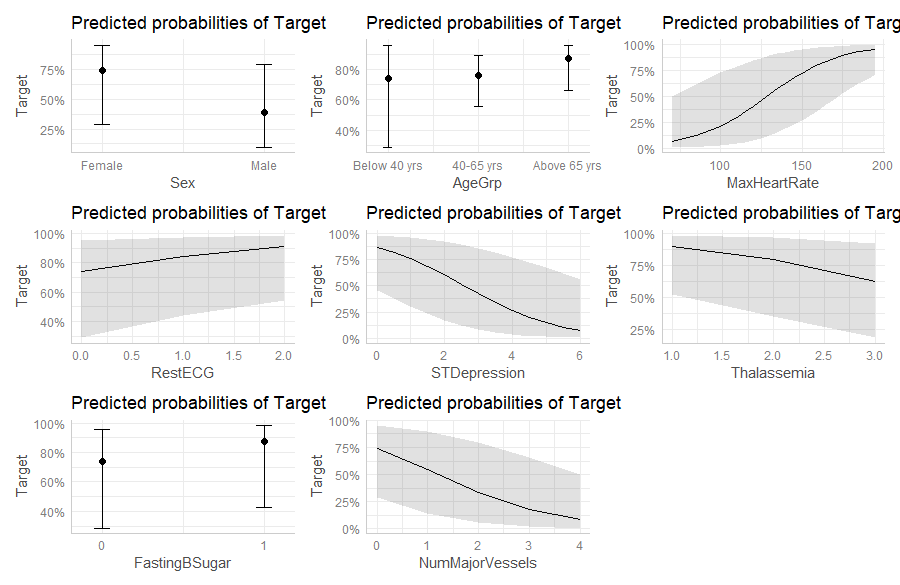 Predicted probabilities of Target
75%
50%
25%
Target
Female
Male
Sex
Predicted probabilities of Target
80%
60%
40%
Target
Below 40 yrs
40-65 yrs
Above 65 yrs
AgeGrp
Predicted probabilities of Targ
100%
75%
50%
25%
0%
Target
100
150
200
MaxHeartRate
Predicted probabilities of Target
100%
80%
60%
40%
Target
0.0
0.5
1.0
1.5
2.0
RestECG
Predicted probabilities of Target
100%
75%
50%
25%
0%
Target
0
2
4
6
STDepression
Predicted probabilities of Targ
100%
75%
50%
25%
Target
1.0
1.5
2.0
2.5
3.0
Thalassemia
Predicted probabilities of Target
100%
80%
60%
40%
Target
0
1
FastingBSugar
Predicted probabilities of Target
100%
75%
50%
25%
0%
Target
0
1
2
3
4
NumMajorVessels